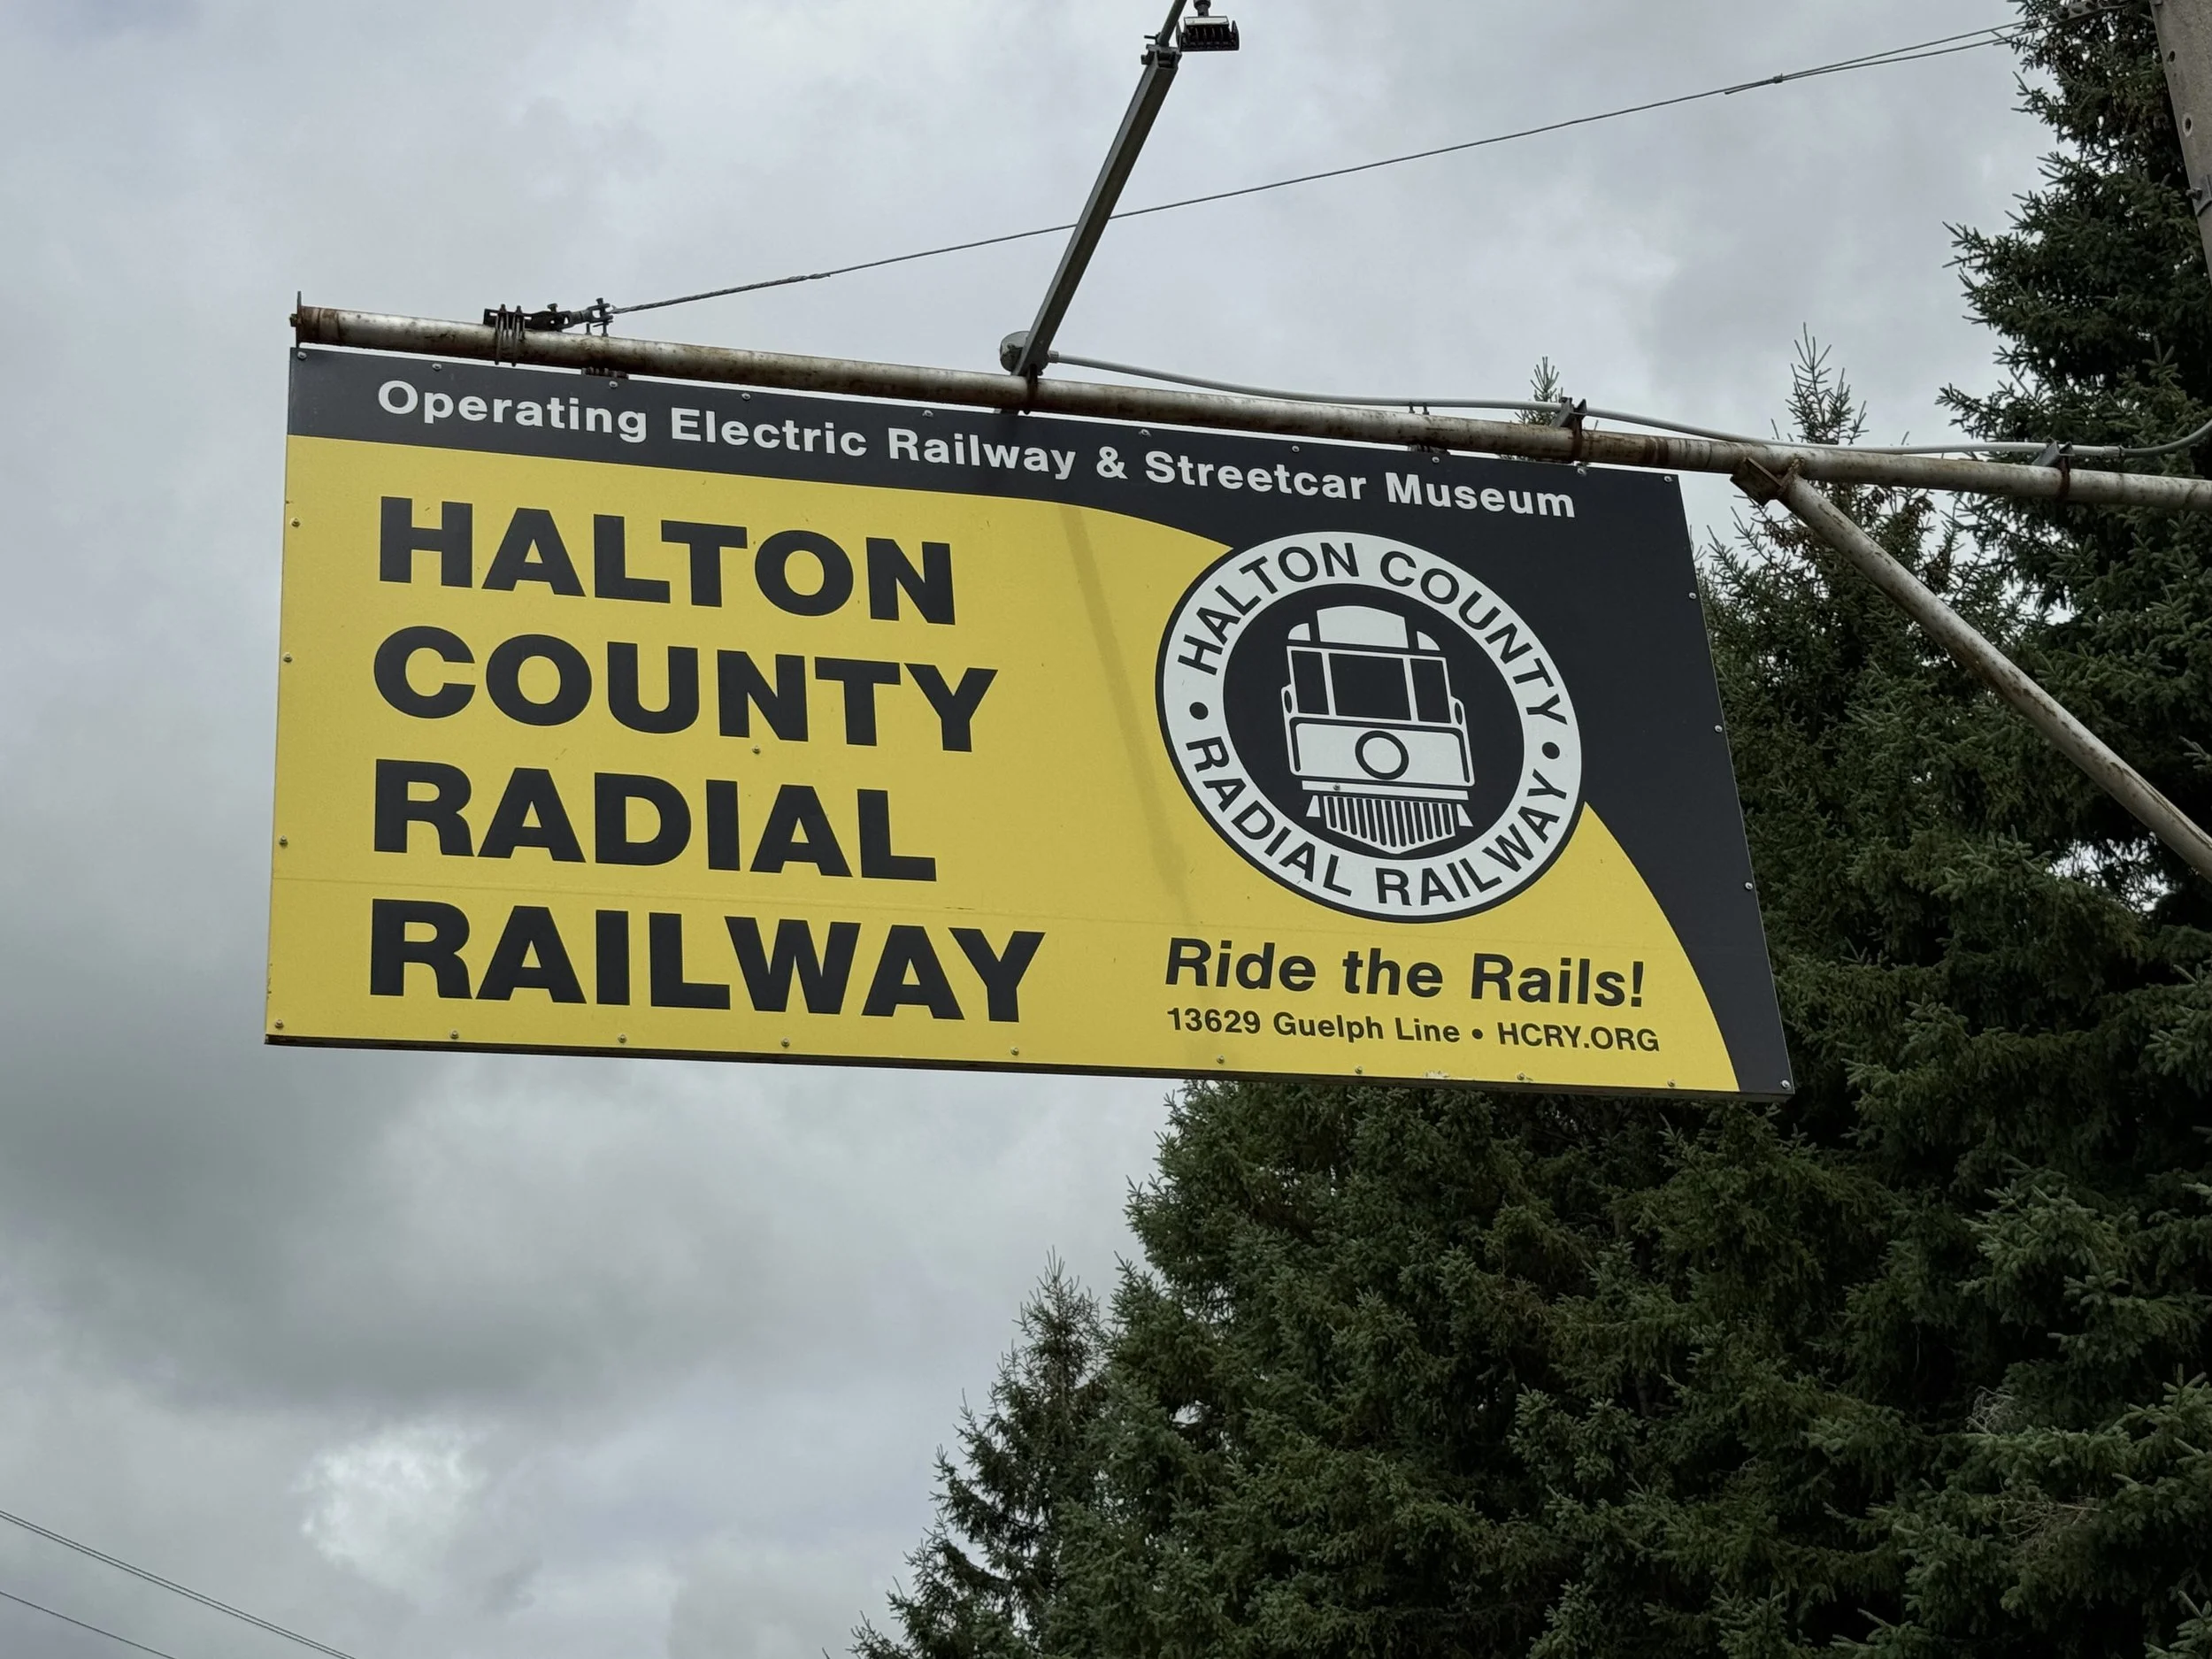 Operating Electric Railway & Streetcar Museum
HALTON
COUNTY
RADIAL
RAILWAY
• HALTON COUNTY •
RADIAL RAILWAY
Ride the Rails!
13629 Guelph Line • HCRY.ORG